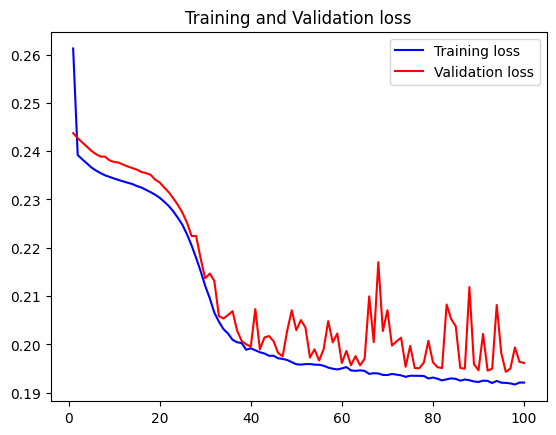 Training and Validation loss
Training loss
Validation loss
0.26
0.25
0.24
0.23
0.22
0.21
0.20
0.19
0 20 40 60 80 100